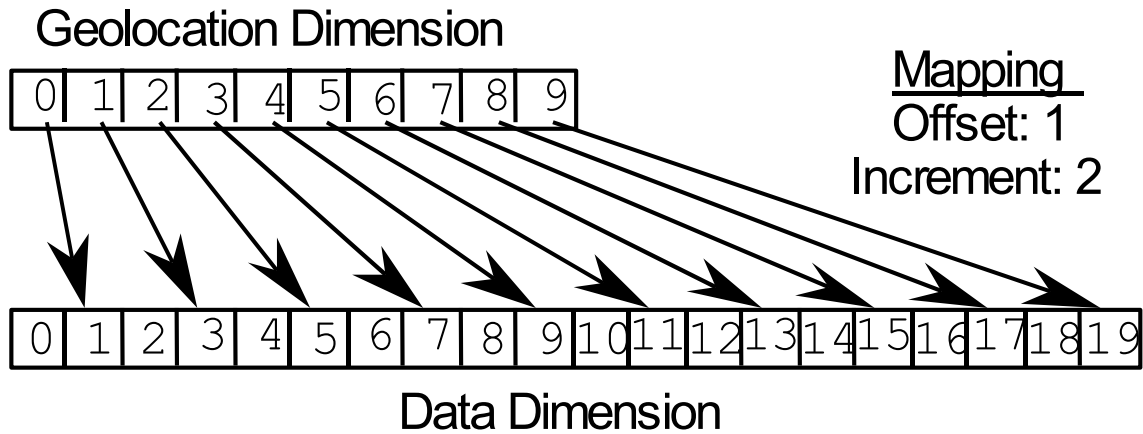 Geolocation Dimension
0 1 2 3 4 5 6 7 8 9
Mapping
Offset: 1
Increment: 2
0 1 2 3 4 5 6 7 8 9 10 11 12 13 14 15 16 17 18 19
Data Dimension